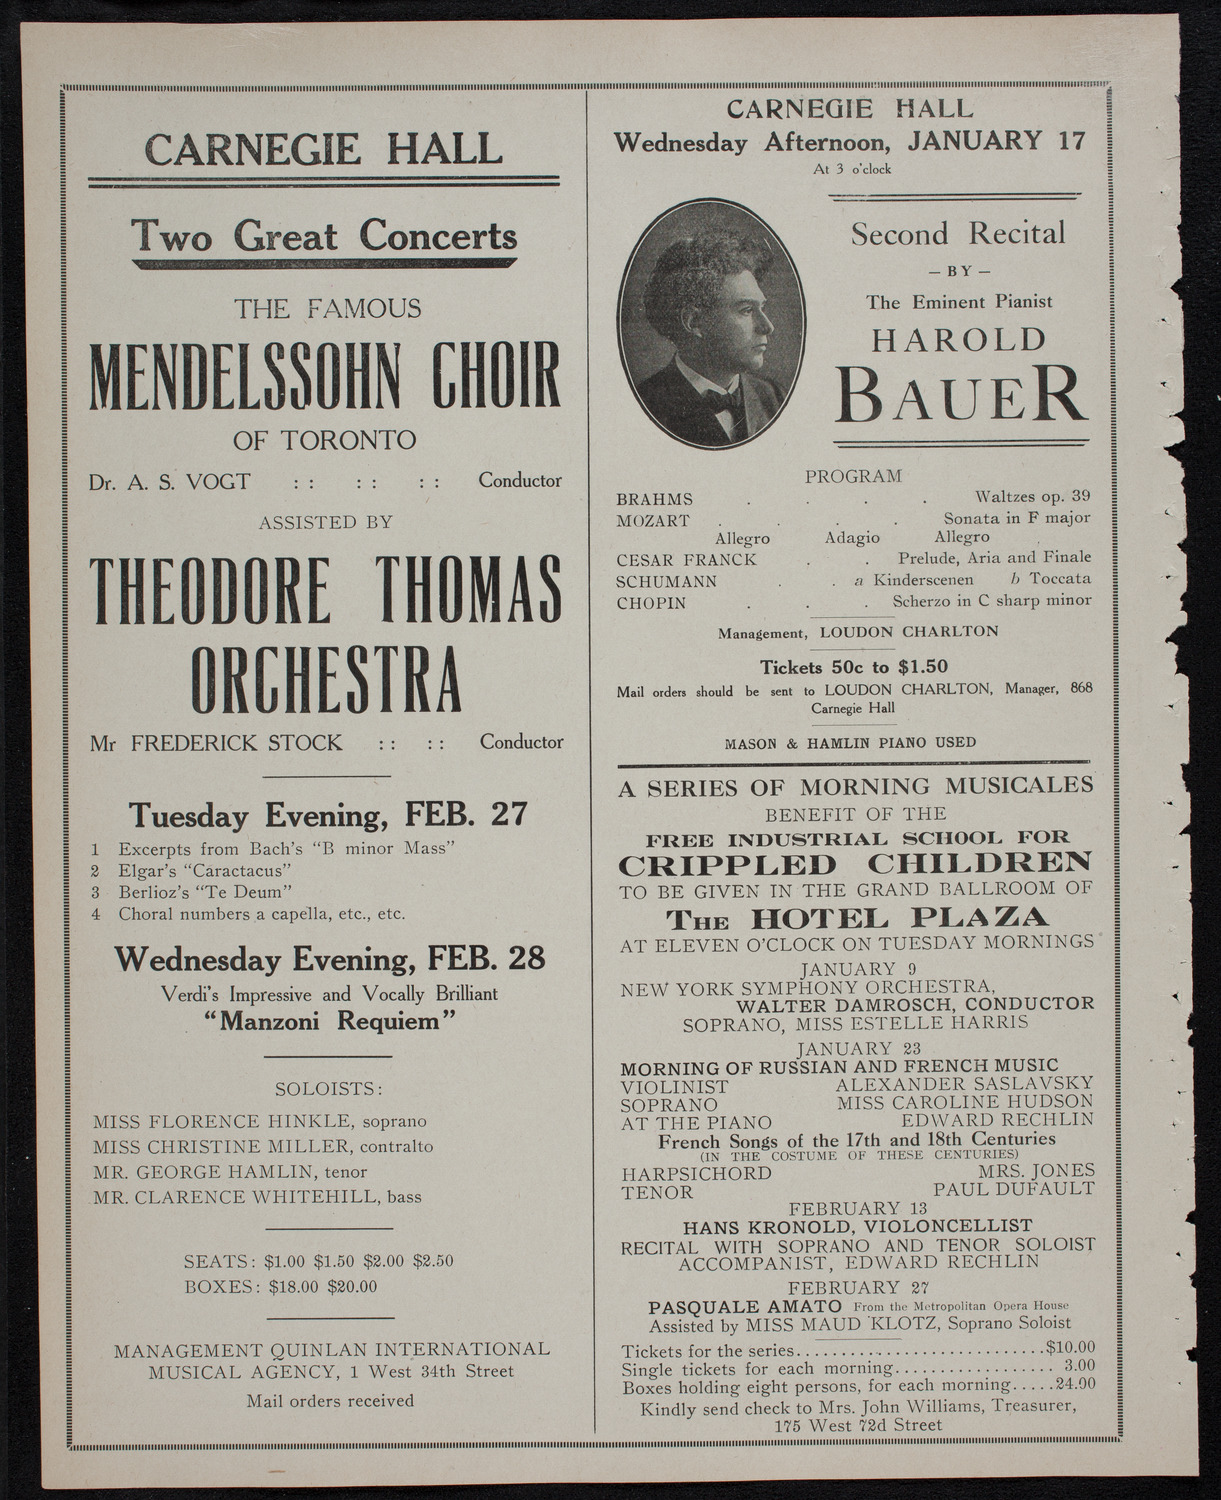 CARNEGIE HALL
Two Great Concerts
THE FAMOUS
MENDELSSOHN CHOIR
OF TORONTO
Dr. A. S. VOGT :: :: :: Conductor
ASSISTED BY
THEODORE THOMAS
ORCHESTRA
Mr FREDERICK STOCK :: :: Conductor
Tuesday Evening, FEB. 27
1 Excerpts from Bach's "B minor Mass"
2 Elgar's "Caractacus"
3 Berlioz's "Te Deum"
4 Choral numbers a capella, etc., etc.
Wednesday Evening, FEB. 28
Verdi's Impressive and Vocally Brilliant
"Manzoni Requiem"
SOLOISTS:
MISS FLORENCE HINKLE, soprano
MISS CHRISTINE MILLER, contralto
MR. GEORGE HAMLIN, tenor
MR. CLARENCE WHITEHILL, bass
SEATS: $1.00 $1.50 $2.00 $2.50
BOXES: $18.00 $20.00
MANAGEMENT QUINLAN INTERNATIONAL
MUSICAL AGENCY, 1 West 34th Street
Mail orders received
CARNEGIE HALL
Wednesday Afternoon, JANUARY 17
At 3 o'clock
Second Recital
– BY –
The Eminent Pianist
HAROLD
BAUER
PROGRAM
BRAHMS . . . . Waltzes op. 39
MOZART . . . . Sonata in F major
Allegro Adagio Allegro
CESAR FRANCK . . Prelude, Aria and Finale
SCHUMANN . . a Kinderscenen b Toccata
CHOPIN . . . Scherzo in C sharp minor
Management, LOUDON CHARLTON
Tickets 50c to $1.50
Mail orders should be sent to LOUDON CHARLTON, Manager, 868
Carnegie Hall
MASON & HAMLIN PIANO USED
A SERIES OF MORNING MUSICALES
BENEFIT OF THE
FREE INDUSTRIAL SCHOOL FOR
CRIPPLED CHILDREN
TO BE GIVEN IN THE GRAND BALLROOM OF
THE HOTEL PLAZA
AT ELEVEN O'CLOCK ON TUESDAY MORNINGS
JANUARY 9
NEW YORK SYMPHONY ORCHESTRA,
WALTER DAMROSCH, CONDUCTOR
SOPRANO, MISS ESTELLE HARRIS
JANUARY 23
MORNING OF RUSSIAN AND FRENCH MUSIC
VIOLINIST ALEXANDER SASLAVSKY
SOPRANO MISS CAROLINE HUDSON
AT THE PIANO EDWARD RECHLIN
French Songs of the 17th and 18th Centuries
(IN THE COSTUME OF THESE CENTURIES)
HARPSICHORD MRS. JONES
TENOR PAUL DUFAULT
FEBRUARY 13
HANS KRONOLD, VIOLONCELLIST
RECITAL WITH SOPRANO AND TENOR SOLOIST
ACCOMPANIST, EDWARD RECHLIN
FEBRUARY 27
PASQUALE AMATO From the Metropolitan Opera House
Assisted by MISS MAUD KLOTZ, Soprano Soloist
Tickets for the series...........................$10.00
Single tickets for each morning................. 3.00
Boxes holding eight persons, for each morning.....24.00
Kindly send check to Mrs. John Williams, Treasurer,
175 West 72d Street